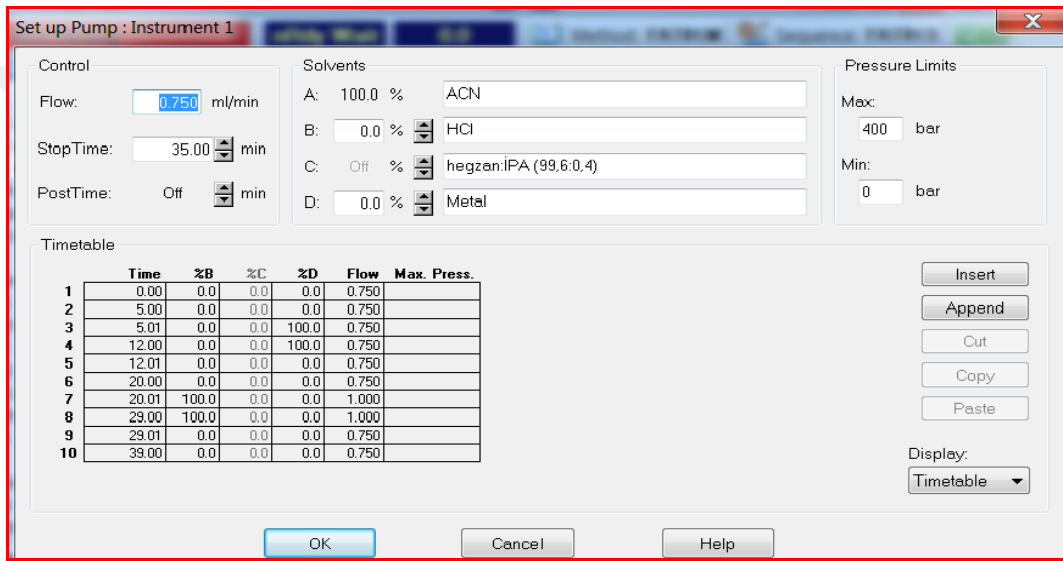 Set up Pump : Instrument 1
Control
Flow: 0.750 ml/min
StopTime: 35.00 min
PostTime: Off min
Solvents
A: 100.0 % ACN
B: 0.0 % HCl
C: Off % hegzan:İPA (99,6:0,4)
D: 0.0 % Metal
Pressure Limits
Max:
400 bar
Min:
0 bar
Timetable
Time %B %C %D Flow Max. Press.
1 0.00 0.0 0.0 0.0 0.750
2 5.00 0.0 0.0 0.0 0.750
3 5.01 0.0 0.0 100.0 0.750
4 12.00 0.0 0.0 100.0 0.750
5 12.01 0.0 0.0 0.0 0.750
6 20.00 0.0 0.0 0.0 0.750
7 20.01 100.0 0.0 0.0 1.000
8 29.00 100.0 0.0 0.0 1.000
9 29.01 0.0 0.0 0.0 0.750
10 39.00 0.0 0.0 0.0 0.750
Insert
Append
Cut
Copy
Paste
Display:
Timetable
OK Cancel Help